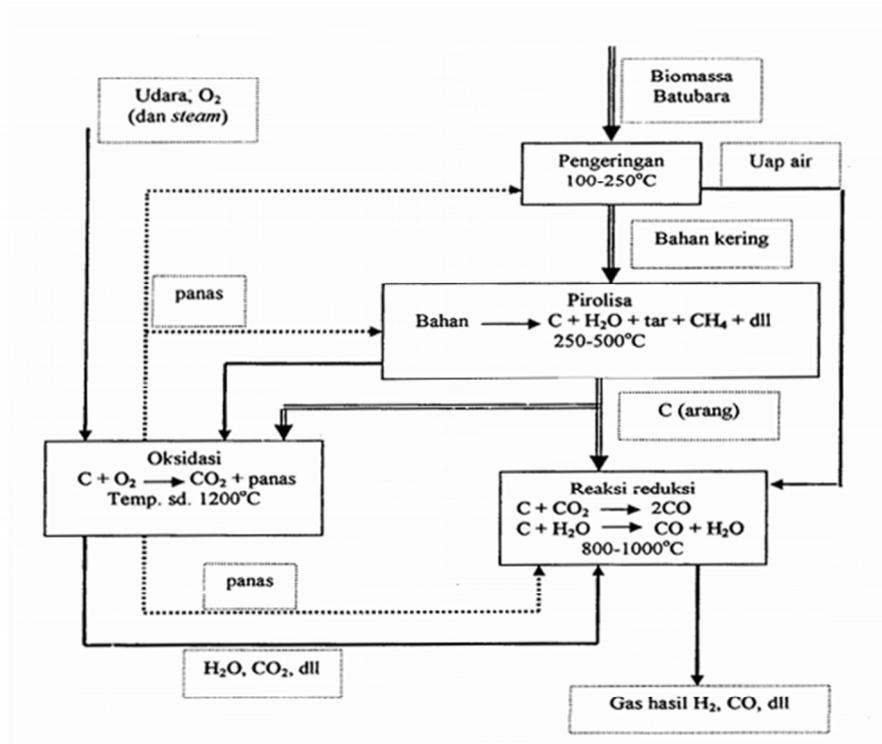 Biomassa
Batubara
Udara, O₂
(dan steam)
Pengeringan
100-250°C
Uap air
Bahan kering
panas
Pirolisa
Bahan → C + H₂O + tar + CH₄ + dll
250-500°C
C (arang)
Oksidasi
C + O₂ → CO₂ + panas
Temp. sd. 1200°C
Reaksi reduksi
C + CO₂ → 2CO
C + H₂O → CO + H₂O
800-1000°C
panas
H₂O, CO₂, dll
Gas hasil H₂, CO, dll